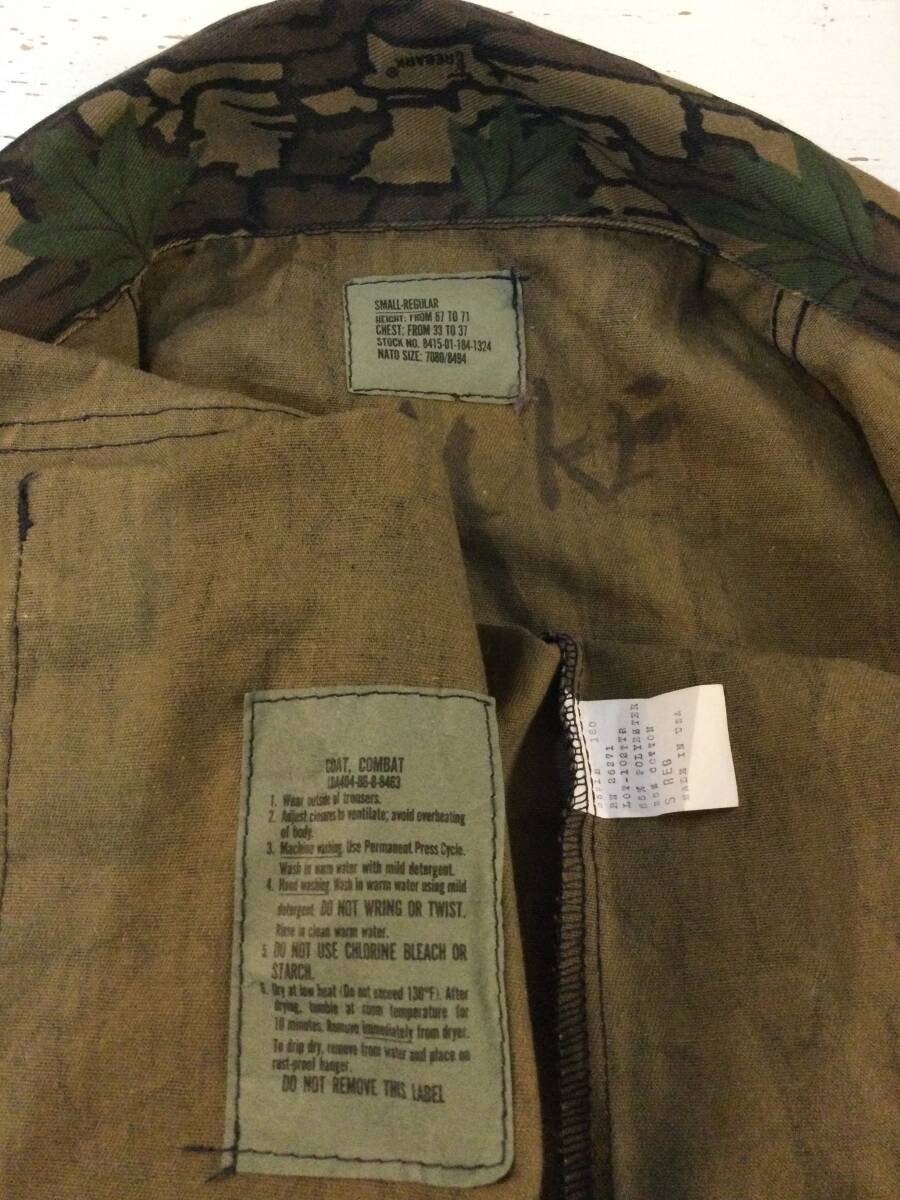 REBARK®
SMALL-REGULAR
HEIGHT: FROM 67 TO 71
CHEST: FROM 33 TO 37
STOCK NO. 8415-01-184-1324
NATO SIZE: 7080/8494
COAT, COMBAT
1. Wear outside of trousers.
2. Adjust closures to ventilate; avoid overheating
of body.
3. Machine washing. Use Permanent Press Cycle.
Wash in warm water with mild detergent.
4. Hand washing. Wash in warm water using mild
detergent. DO NOT WRING OR TWIST.
Rinse in clean warm water.
5. DO NOT USE CHLORINE BLEACH OR
STARCH.
6. Dry at low heat (Do not exceed 130°F). After
drying, tumble at room temperature for
10 minutes. Remove immediately from dryer.
To drip dry, remove from water and place on
rust-proof hanger.
DO NOT REMOVE THIS LABEL
180
RN 26271
LOT-102TTR
65% POLYESTER
35% COTTON
S REG
MADE IN USA